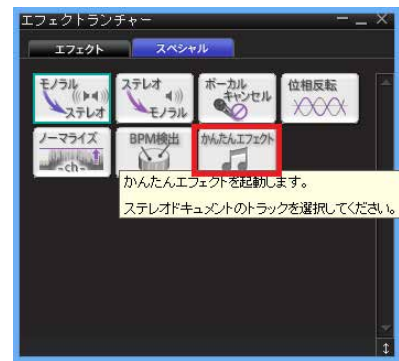 エフェクトランチャー
エフェクト
スペシャル
モノラル
ステレオ
ステレオ
モノラル
ボーカル
キャンセル
位相反転
ノーマライズ
-ch-
BPM検出
かんたんエフェクト
かんたんエフェクトを起動します。
ステレオドキュメントのトラックを選択してください。